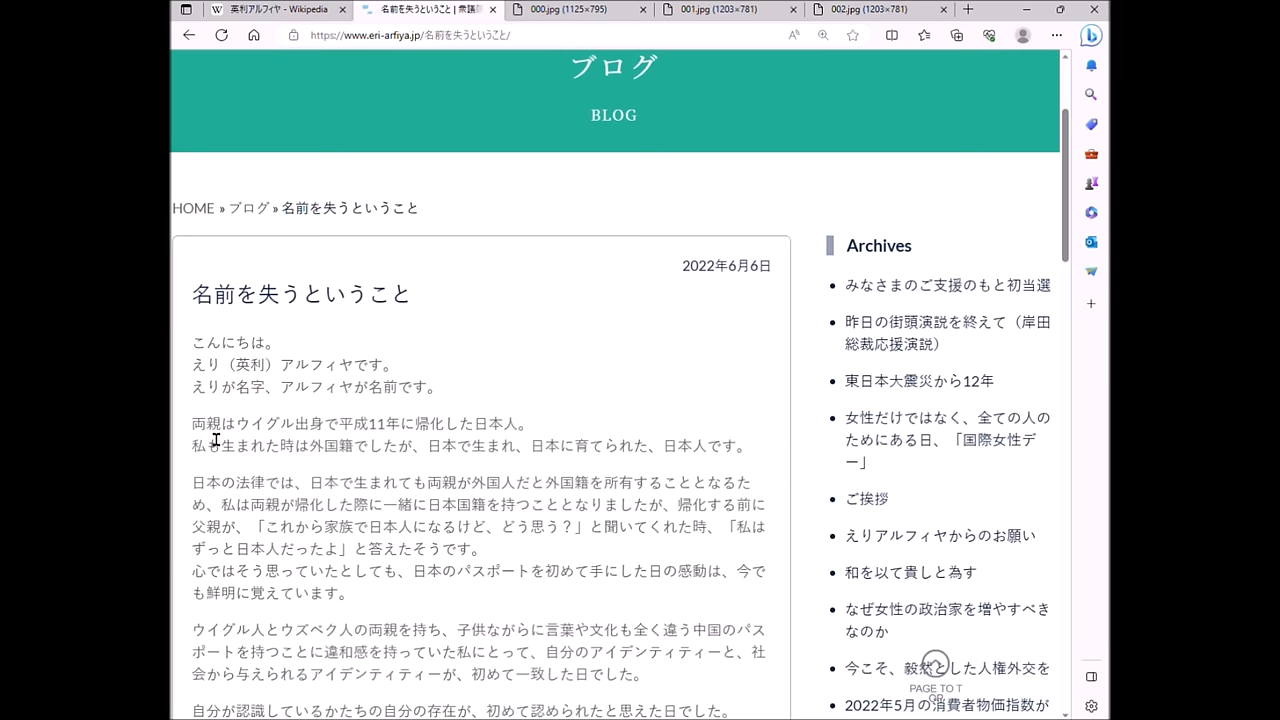 英利アルフィヤ - Wikipedia
名前を失うということ | 衆議
000.jpg (1125×795)
001.jpg (1203×781)
002.jpg (1203×781)
https://www.eri-arfiya.jp/名前を失うということ/
ブログ
BLOG
HOME » ブログ » 名前を失うということ
2022年6月6日
名前を失うということ
こんにちは。
えり（英利）アルフィヤです。
えりが名字、アルフィヤが名前です。
両親はウイグル出身で平成11年に帰化した日本人。
私も生まれた時は外国籍でしたが、日本で生まれ、日本に育てられた、日本人です。
日本の法律では、日本で生まれても両親が外国人だと外国籍を所有することとなるた
め、私は両親が帰化した際に一緒に日本国籍を持つこととなりましたが、帰化する前に
父親が、「これから家族で日本人になるけど、どう思う？」と聞いてくれた時、「私は
ずっと日本人だったよ」と答えたそうです。
心ではそう思っていたとしても、日本のパスポートを初めて手にした日の感動は、今で
も鮮明に覚えています。
ウイグル人とウズベク人の両親を持ち、子供ながらに言葉や文化も全く違う中国のパス
ポートを持つことに違和感を持っていた私にとって、自分のアイデンティティーと、社
会から与えられるアイデンティティーが、初めて一致した日でした。
自分が認識しているかたちの自分の存在が、初めて認められたと思えた日でした。
Archives
みなさまのご支援のもと初当選
昨日の街頭演説を終えて（岸田
総裁応援演説）
東日本大震災から12年
女性だけではなく、全ての人の
ためにある日、「国際女性デ
ー」
ご挨拶
えりアルフィヤからのお願い
和を以て貴しと為す
なぜ女性の政治家を増やすべき
なのか
今こそ、毅然とした人権外交を
PAGE TO T
OP
2022年5月の消費者物価指数が